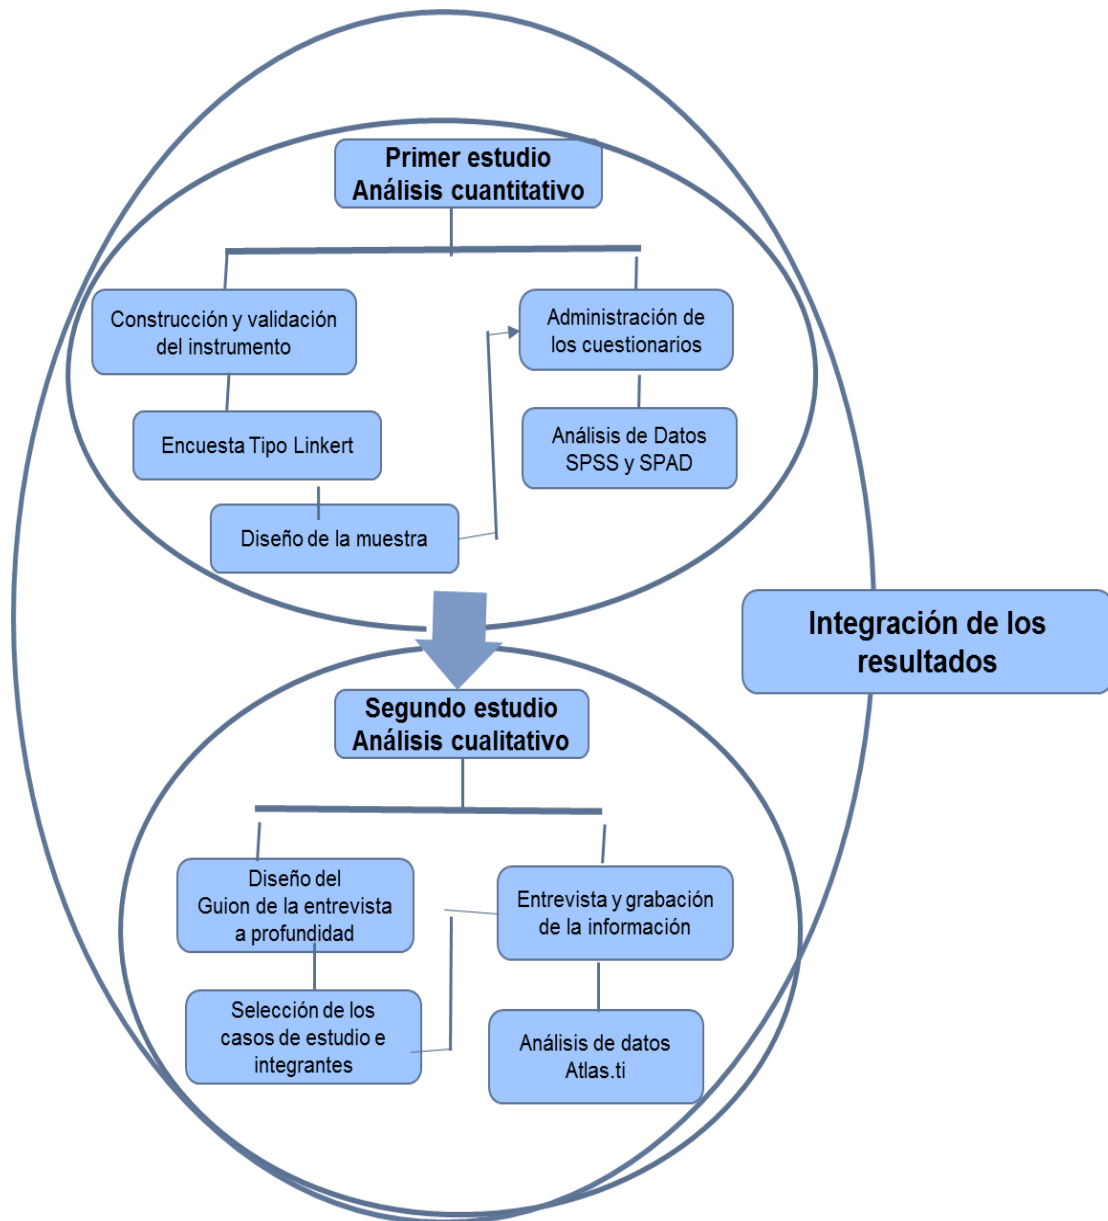 Primer estudio
Análisis cuantitativo
Construcción y validación
del instrumento
Encuesta Tipo Linkert
Diseño de la muestra
Administración de
los cuestionarios
Análisis de Datos
SPSS y SPAD
Integración de los
resultados
Segundo estudio
Análisis cualitativo
Diseño del
Guion de la entrevista
a profundidad
Selección de los
casos de estudio e
integrantes
Entrevista y grabación
de la información
Análisis de datos
Atlas.ti